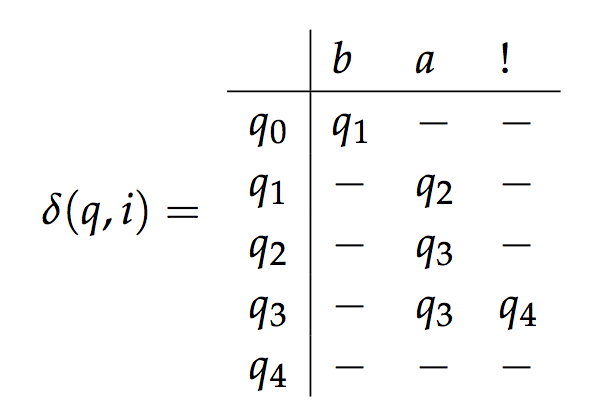 b a !
q₀ q₁ – –
q₁ – q₂ –
δ(q, i) = q₂ – q₃ –
q₃ – q₃ q₄
q₄ – – –